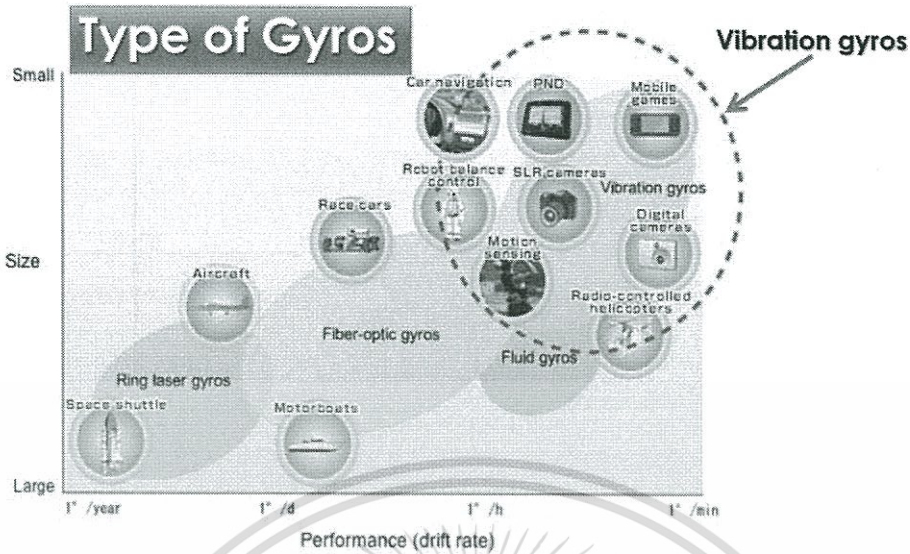 Type of Gyros
Vibration gyros
Small
Car navigation
PND
Mobile
games
Robot balance
control
SLR cameras
Vibration gyros
Race cars
Digital
cameras
Size
Motion
sensing
Aircraft
Radio-controlled
helicopters
Fiber-optic gyros
Fluid gyros
Ring laser gyros
Space shuttle
Motorboats
Large
1° /year
1° /d
1° /h
1° /min
Performance (drift rate)